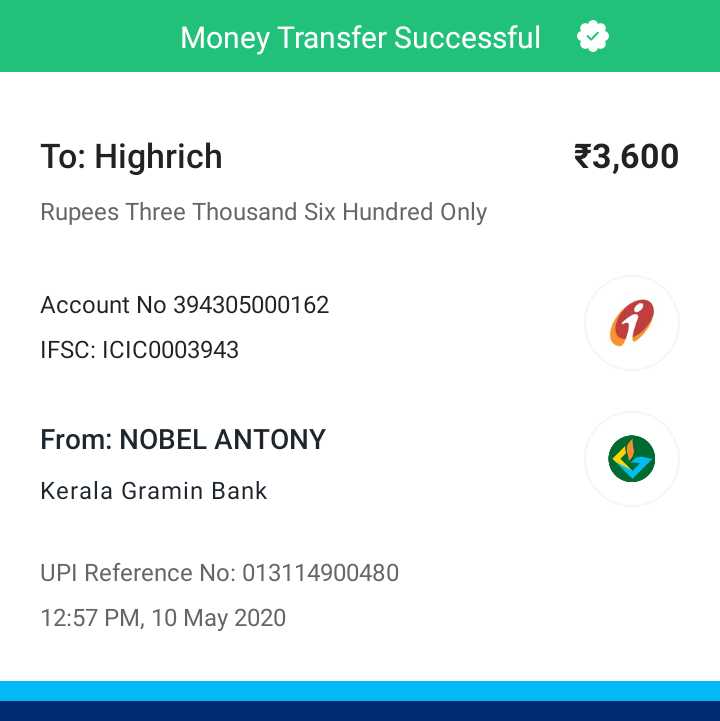 Money Transfer Successful
To: Highrich ₹3,600
Rupees Three Thousand Six Hundred Only
Account No 394305000162
IFSC: ICIC0003943
From: NOBEL ANTONY
Kerala Gramin Bank
UPI Reference No: 013114900480
12:57 PM, 10 May 2020